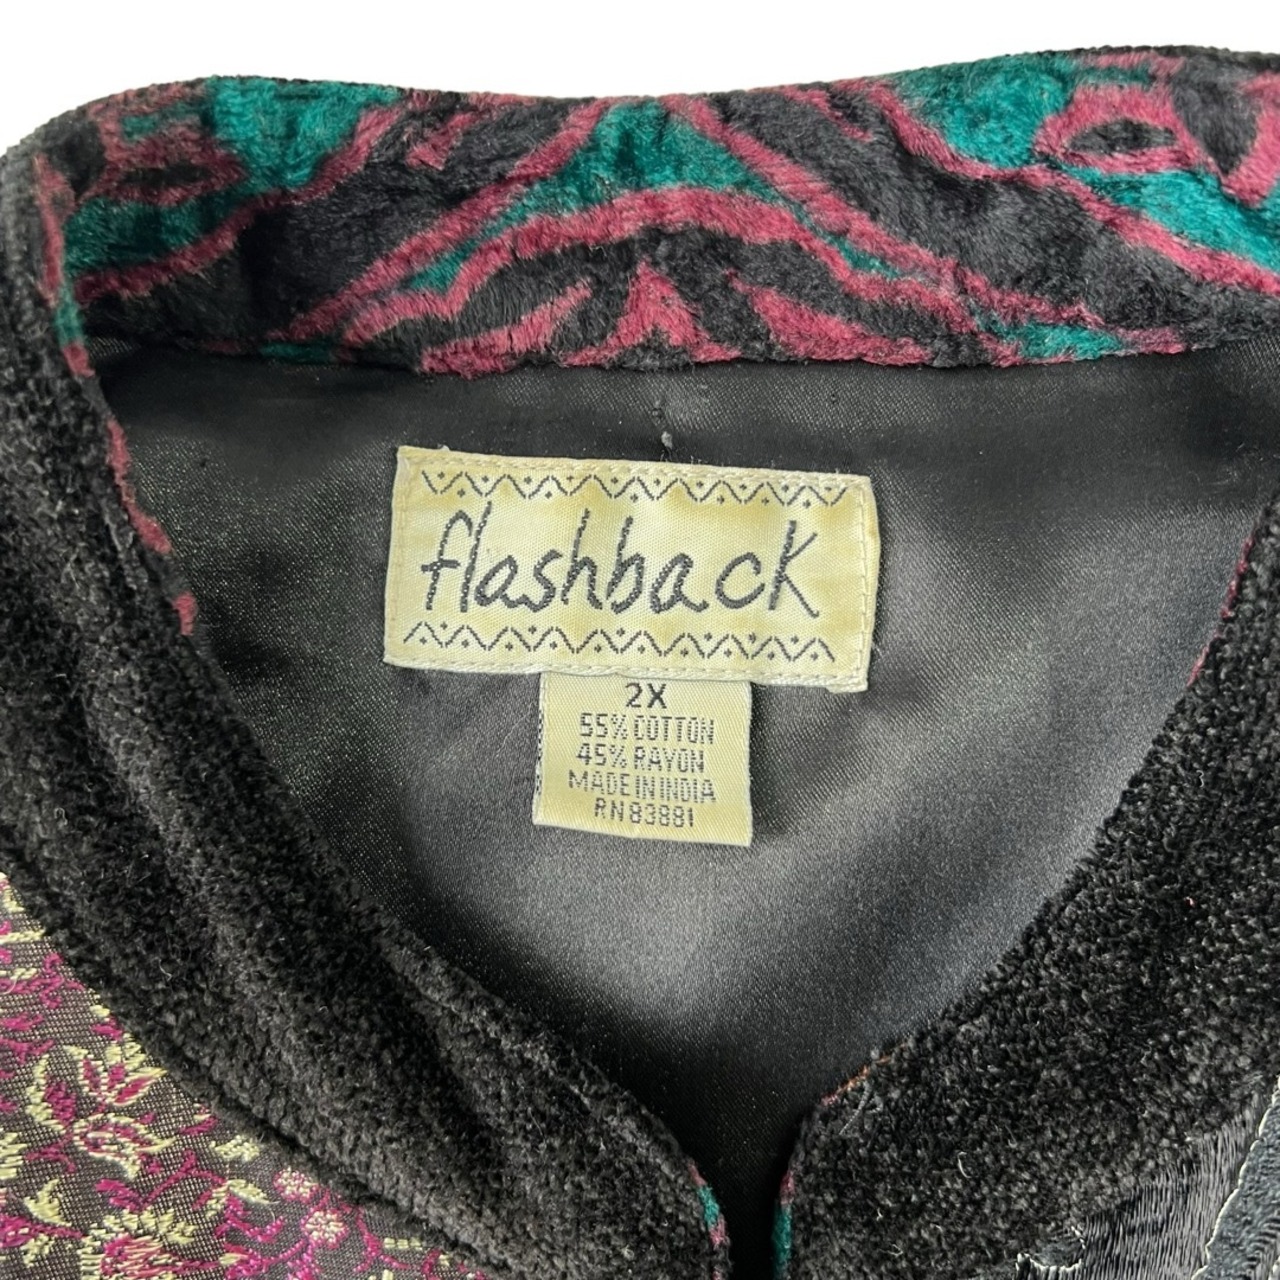 flashback
2X
55% COTTON
45% RAYON
MADE IN INDIA
RN 83881